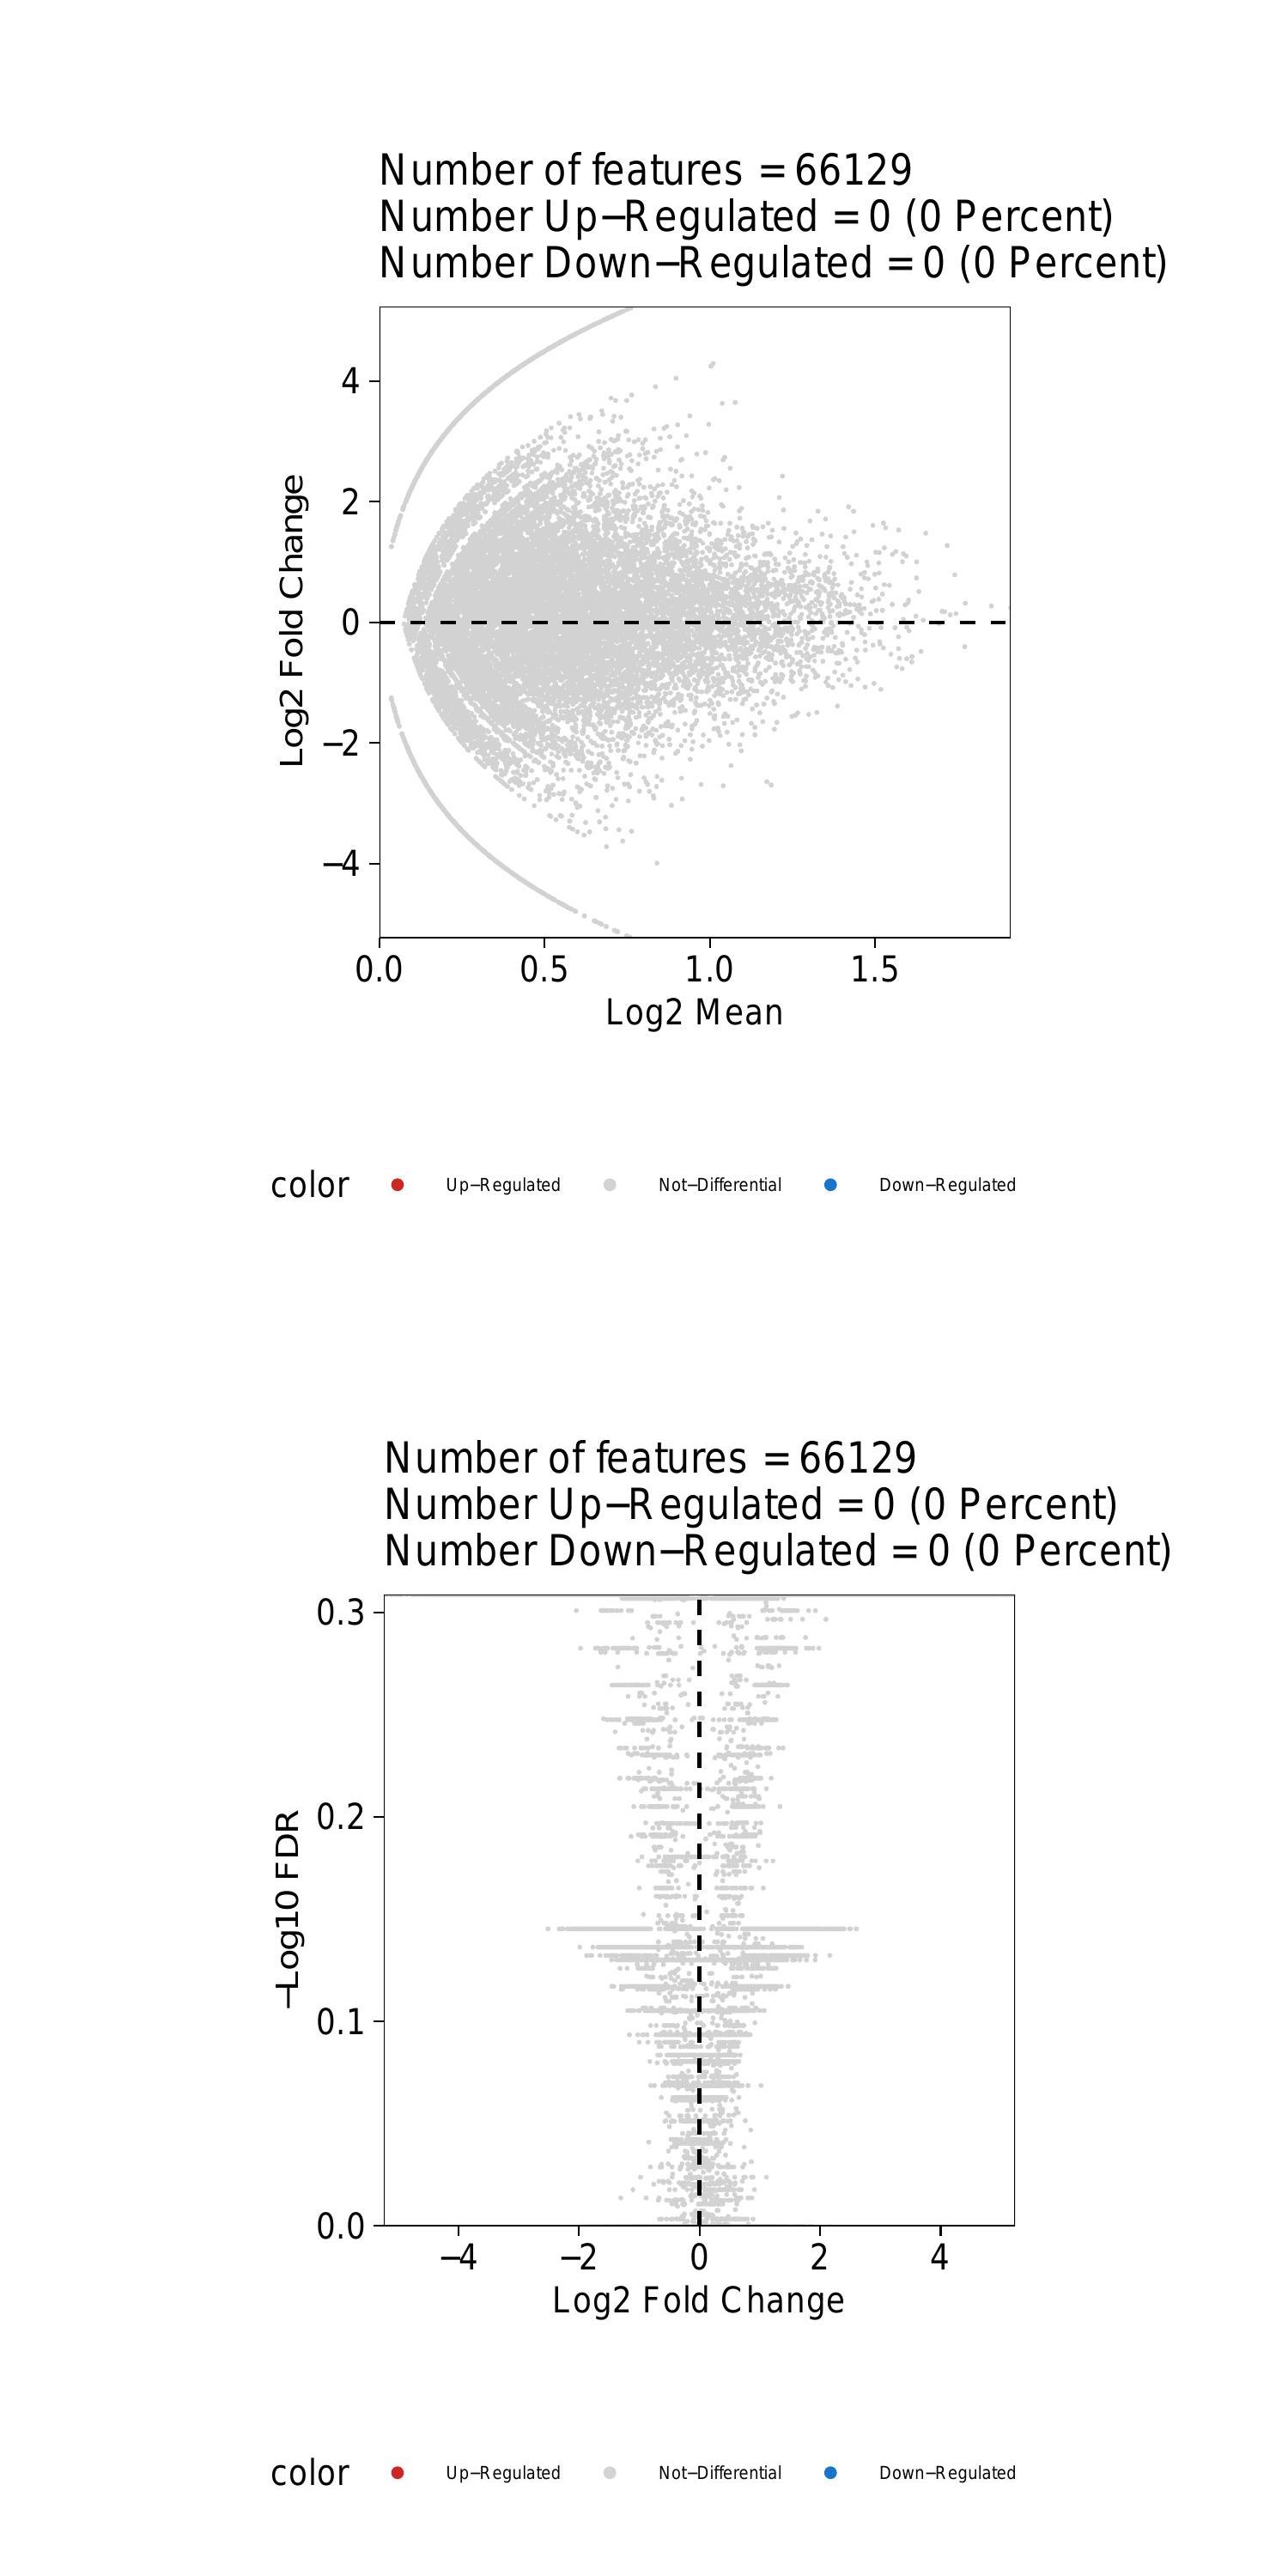 Number of features = 66129
Number Up−Regulated = 0 (0 Percent)
Number Down−Regulated = 0 (0 Percent)
Log2 Fold Change
4
2
0
−2
−4
0.0 0.5 1.0 1.5
Log2 Mean
color Up−Regulated Not−Differential Down−Regulated
Number of features = 66129
Number Up−Regulated = 0 (0 Percent)
Number Down−Regulated = 0 (0 Percent)
−Log10 FDR
0.3
0.2
0.1
0.0
−4 −2 0 2 4
Log2 Fold Change
color Up−Regulated Not−Differential Down−Regulated